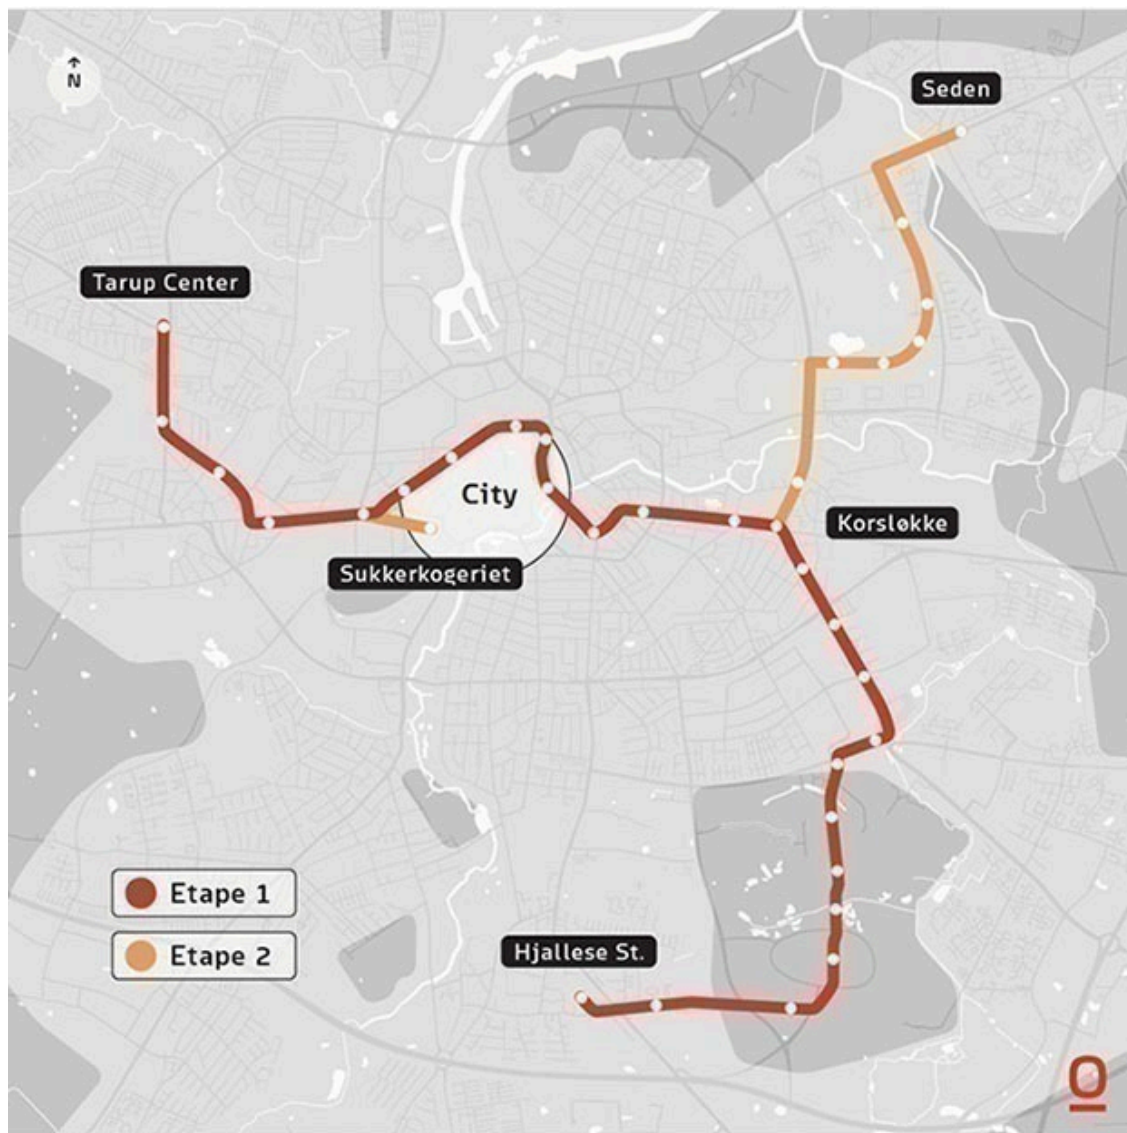 N
Seden
Tarup Center
City
Korsløkke
Sukkerkogeriet
Etape 1
Etape 2
Hjallese St.
O